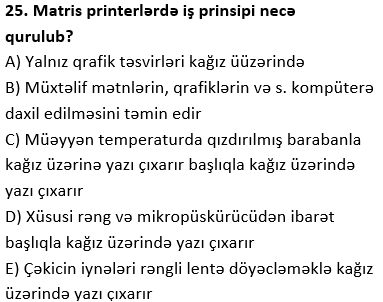 25. Matris printerlərdə iş prinsipi necə
qurulub?
A) Yalnız qrafik təsvirləri kağız üüzərində
B) Müxtəlif mətnlərin, qrafiklərin və s. kompüterə
daxil edilməsini təmin edir
C) Müəyyən temperaturda qızdırılmış barabanla
kağız üzərinə yazı çıxarır başlıqla kağız üzərində
yazı çıxarır
D) Xüsusi rəng və mikropüskürücüdən ibarət
başlıqla kağız üzərində yazı çıxarır
E) Çəkicin iynələri rəngli lentə döyəcləməklə kağız
üzərində yazı çıxarır